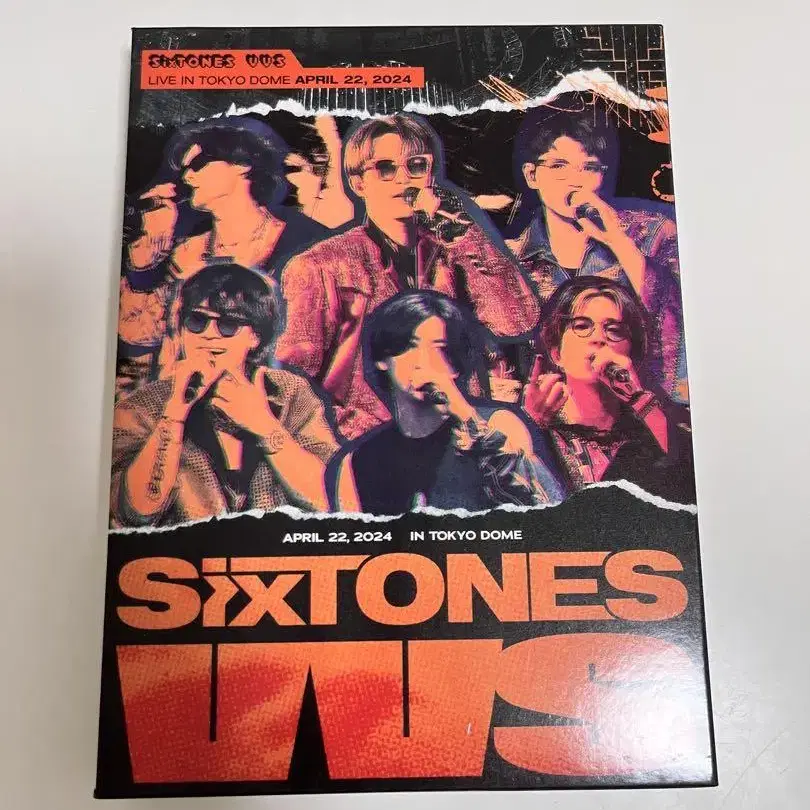 SixTONES VVS
LIVE IN TOKYO DOME APRIL 22, 2024
APRIL 22, 2024 IN TOKYO DOME
SixTONES
VVS